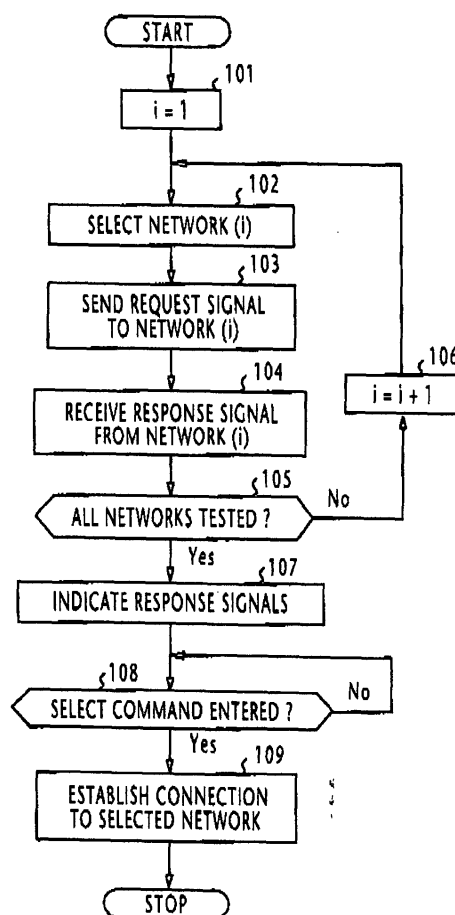 START
101
i = 1
102
SELECT NETWORK (i)
103
SEND REQUEST SIGNAL
TO NETWORK (i)
104
RECEIVE RESPONSE SIGNAL
FROM NETWORK (i)
106
i = i + 1
105
ALL NETWORKS TESTED ?
No
Yes
107
INDICATE RESPONSE SIGNALS
108
SELECT COMMAND ENTERED ?
No
Yes
109
ESTABLISH CONNECTION
TO SELECTED NETWORK
STOP